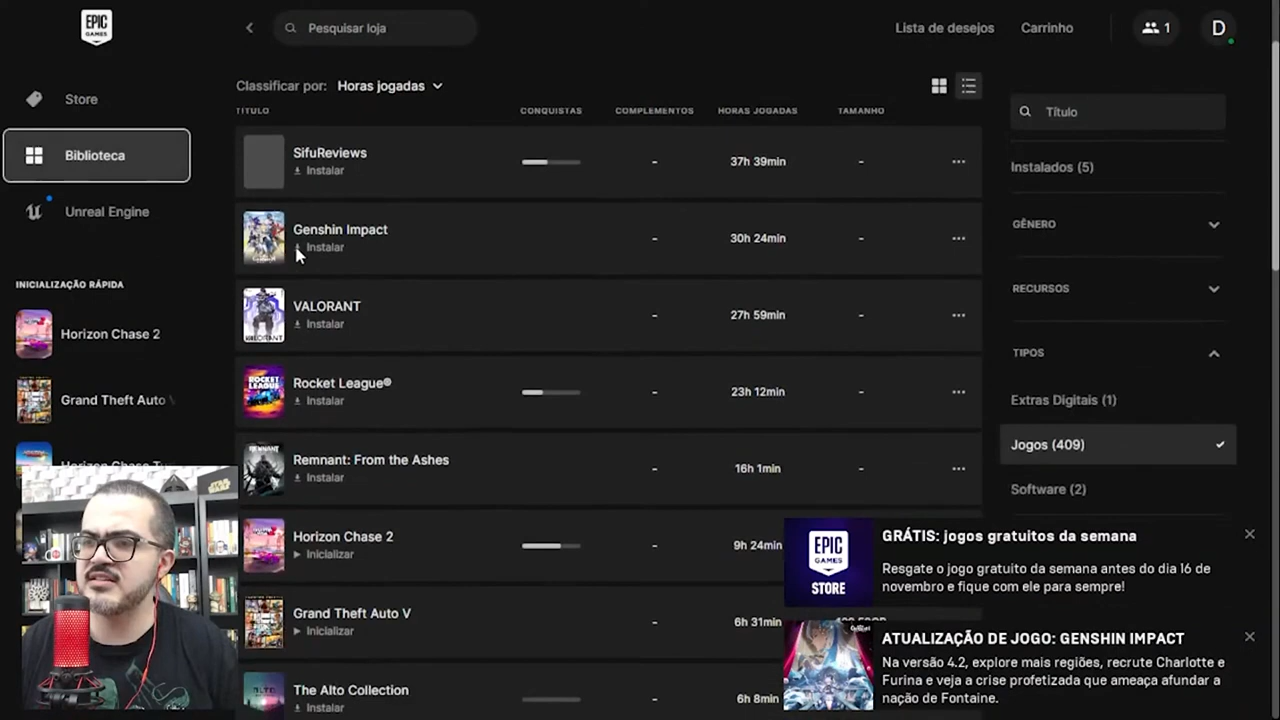 EPIC GAMES
Pesquisar loja
Lista de desejos
Carrinho
1
D
Store
Biblioteca
Unreal Engine
INICIALIZAÇÃO RÁPIDA
Horizon Chase 2
Grand Theft Auto V
Classificar por: Horas jogadas
TÍTULO CONQUISTAS COMPLEMENTOS HORAS JOGADAS TAMANHO
SifuReviews
Instalar
- 37h 39min -
Genshin Impact
Instalar
- 30h 24min -
VALORANT
Instalar
- 27h 59min -
ROCKET LEAGUE
Rocket League®
Instalar
- 23h 12min -
REMNANT
Remnant: From the Ashes
Instalar
- 16h 1min -
Horizon Chase 2
Inicializar
- 9h 24min
Grand Theft Auto V
Inicializar
- 6h 31min
ALTO
The Alto Collection
Instalar
- 6h 8min
Título
Instalados (5)
GÊNERO
RECURSOS
TIPOS
Extras Digitais (1)
Jogos (409)
Software (2)
EPIC GAMES STORE
GRÁTIS: jogos gratuitos da semana
Resgate o jogo gratuito da semana antes do dia 16 de
novembro e fique com ele para sempre!
ATUALIZAÇÃO DE JOGO: GENSHIN IMPACT
Na versão 4.2, explore mais regiões, recrute Charlotte e
Furina e veja a crise profetizada que ameaça afundar a
nação de Fontaine.
STAR WARS